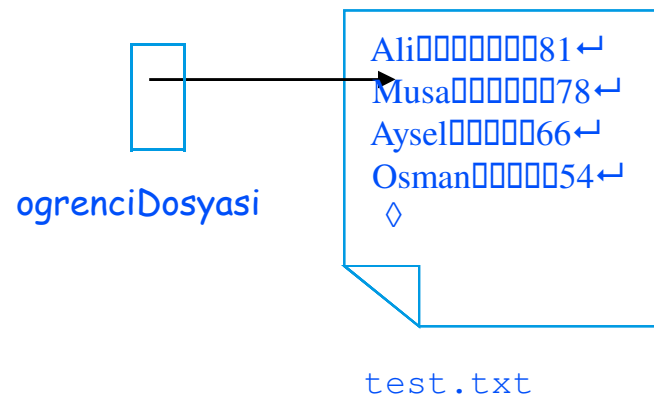 Ali▯▯▯▯▯▯▯81↵
Musa▯▯▯▯▯▯78↵
Aysel▯▯▯▯▯66↵
Osman▯▯▯▯▯54↵
◊
ogrenciDosyasi
test.txt